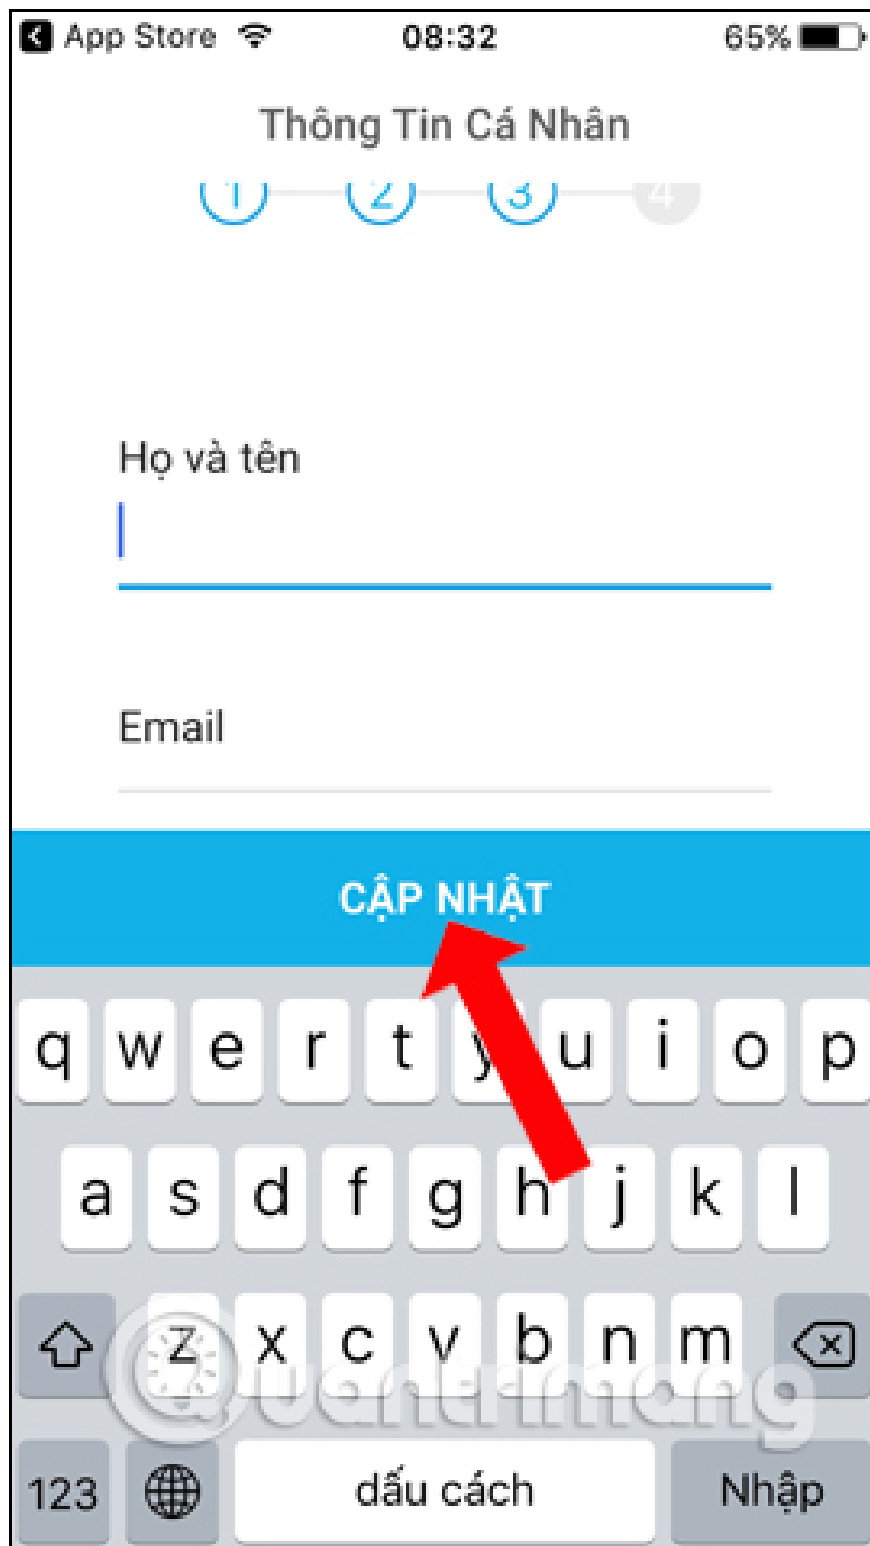 App Store 08:32 65%
Thông Tin Cá Nhân
1 2 3 4
Họ và tên
Email
CẬP NHẬT
q w e r t y u i o p
a s d f g h j k l
z x c v b n m
Quantrimang
123 dấu cách Nhập